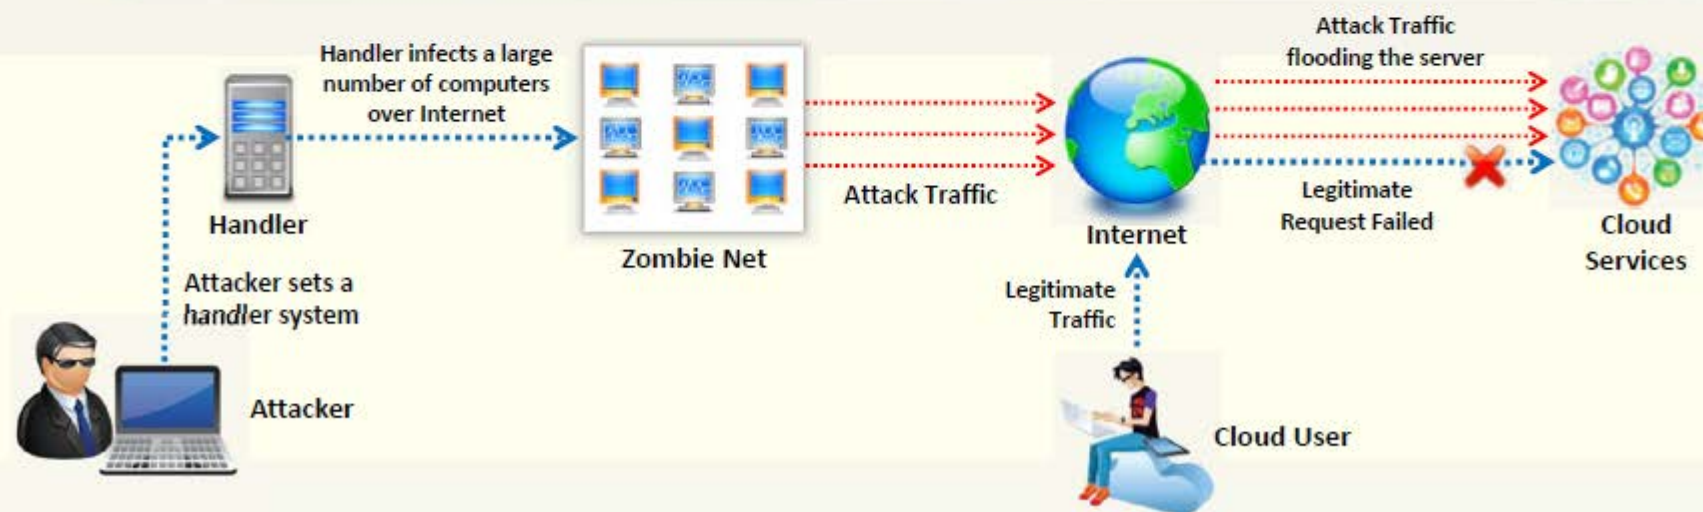 Handler infects a large
number of computers
over Internet
Handler
Attacker sets a
handler system
Attacker
Zombie Net
Attack Traffic
Internet
Legitimate
Traffic
Cloud User
Attack Traffic
flooding the server
Legitimate
Request Failed
Cloud
Services